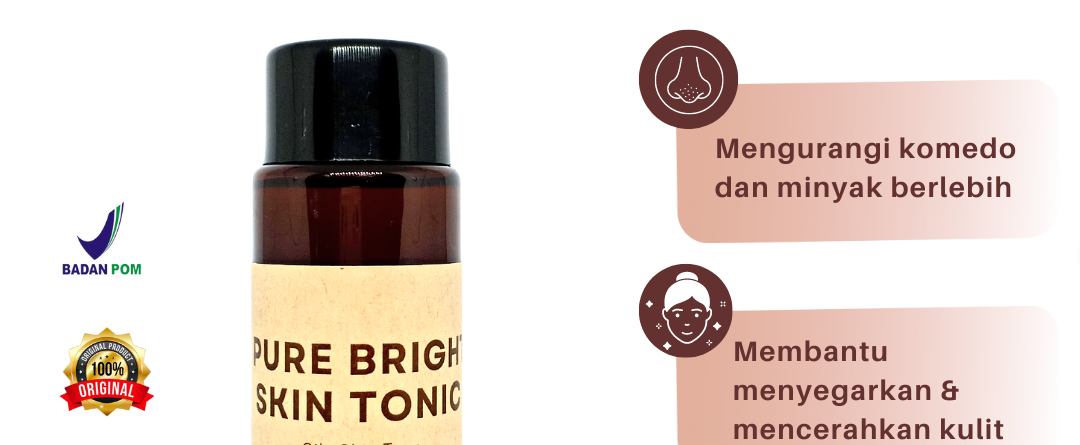 BADAN POM
ORIGINAL PRODUCT
100%
ORIGINAL
PURE BRIGHT
SKIN TONIC
Mengurangi komedo
dan minyak berlebih
Membantu
menyegarkan &
mencerahkan kulit